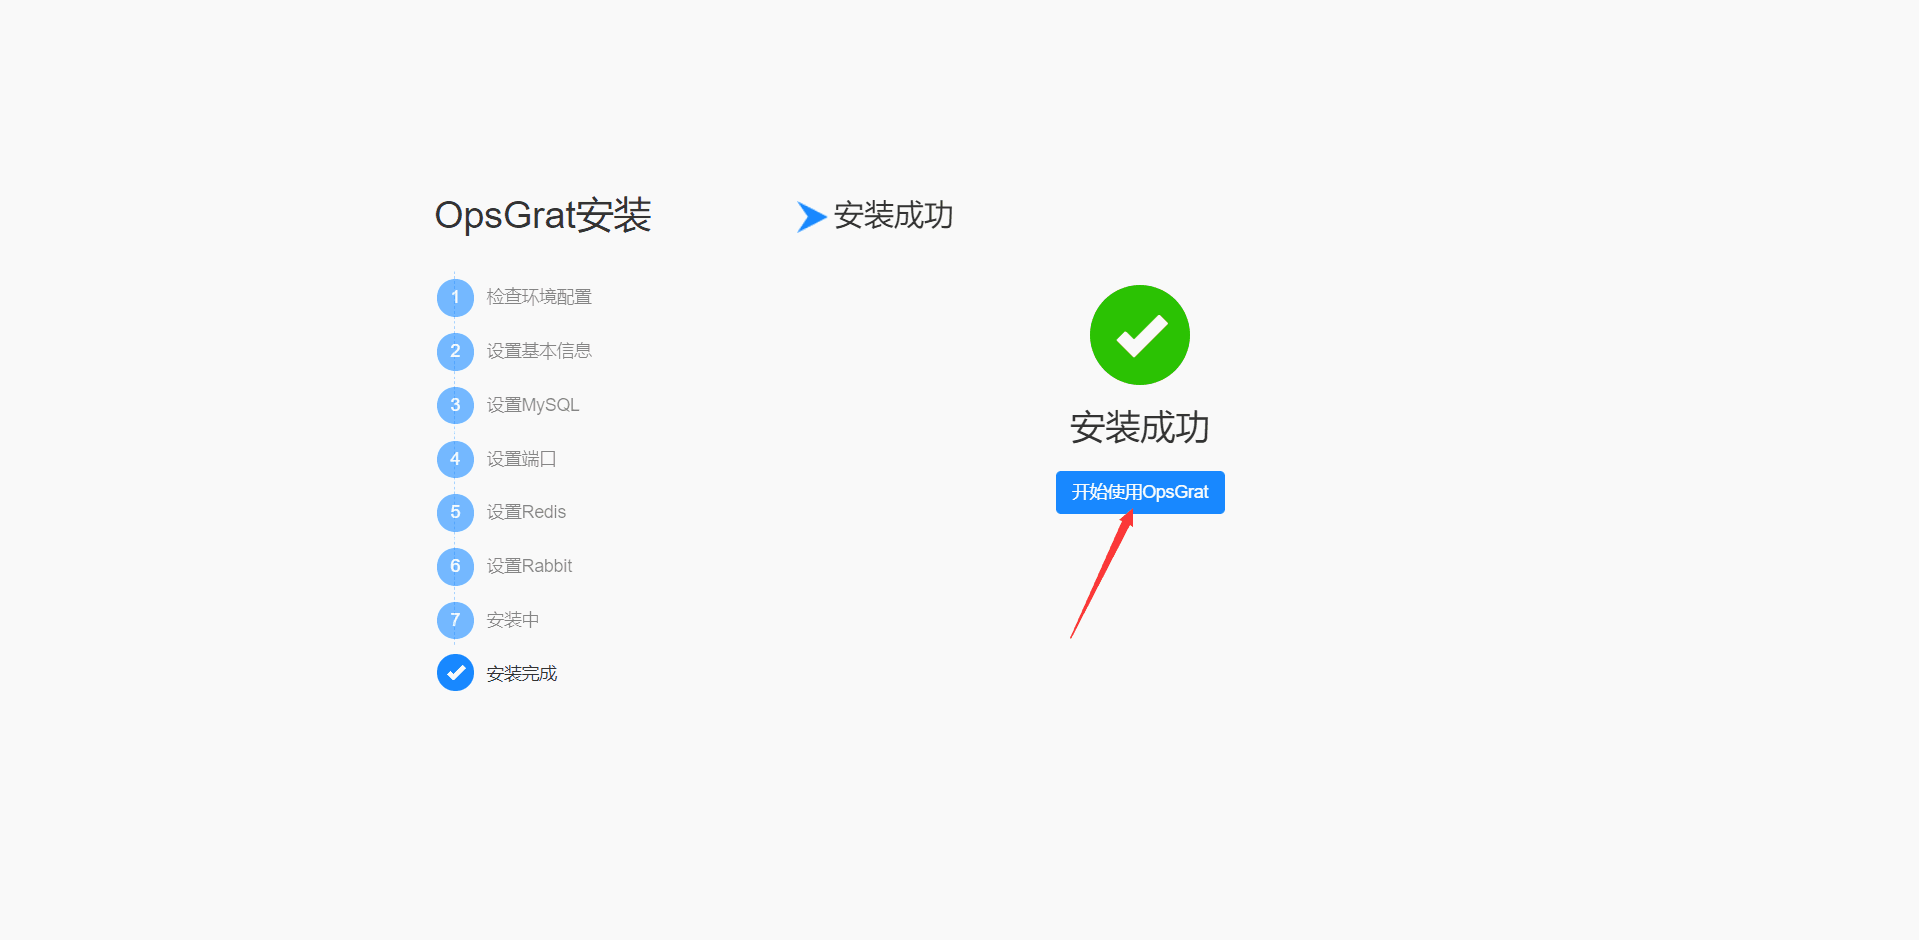 OpsGrat安装
安装成功
1 检查环境配置
2 设置基本信息
3 设置MySQL
4 设置端口
5 设置Redis
6 设置Rabbit
7 安装中
安装完成
安装成功
开始使用OpsGrat